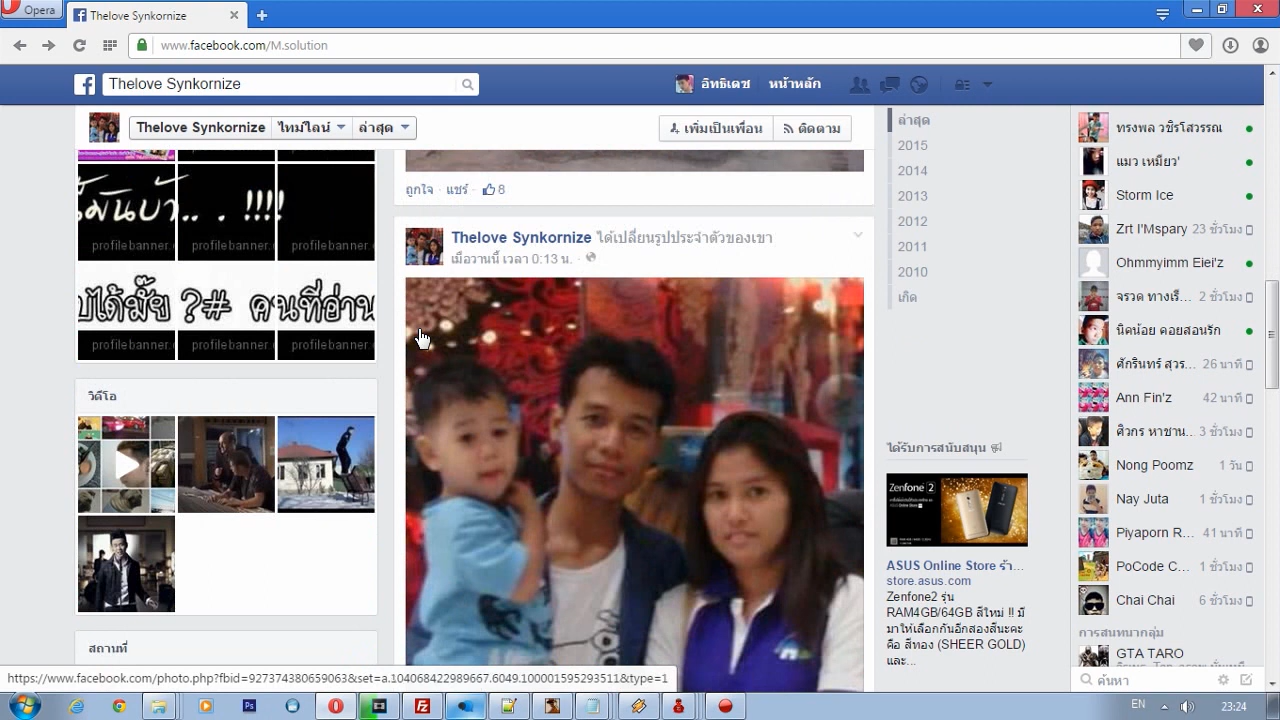 Opera
Thelove Synkornize
www.facebook.com/M.solution
Thelove Synkornize
อิทธิเดช
หน้าหลัก
Thelove Synkornize
ไทม์ไลน์
ล่าสุด
เพิ่มเป็นเพื่อน
ติดตาม
profilebanner.
profilebanner.
profilebanner.
profilebanner.
profilebanner.
profilebanner.
วิดีโอ
สถานที่
ถูกใจ · แชร์ · 8
Thelove Synkornize ได้เปลี่ยนรูปประจำตัวของเขา
เมื่อวานนี้ เวลา 0:13 น. ·
ล่าสุด
2015
2014
2013
2012
2011
2010
เกิด
ได้รับการสนับสนุน
Zenfone 2
ASUS Online Store ร้า...
store.asus.com
Zenfone2 รุ่น
RAM4GB/64GB สีใหม่ !! มี
มาให้เลือกกันอีกสองสีนะคะ
คือ สีทอง (SHEER GOLD)
และ...
ทรงพล วชิรโสวรรณ
แมว เหมียว'
Storm Ice
Zrt I'Mspary 23 ชั่วโมง
Ohmmyimm Eiei'z
จรวด ทางเรี... 2 ชั่วโมง
นิดน้อย คอยสอนรัก
ศักรินทร์ สุวร... 26 นาที
Ann Fin'z 42 นาที
ศิวกร หาชาน... 3 ชั่วโมง
Nong Poomz 1 วัน
Nay Juta 1 ชั่วโมง
Piyaporn R... 41 นาที
PoCode C... 1 ชั่วโมง
Chai Chai 6 ชั่วโมง
การสนทนากลุ่ม
GTA TARO
ค้นหา
https://www.facebook.com/photo.php?fbid=927374380659063&set=a.104068422989667.6049.100001595293511&type=1
EN
23:24